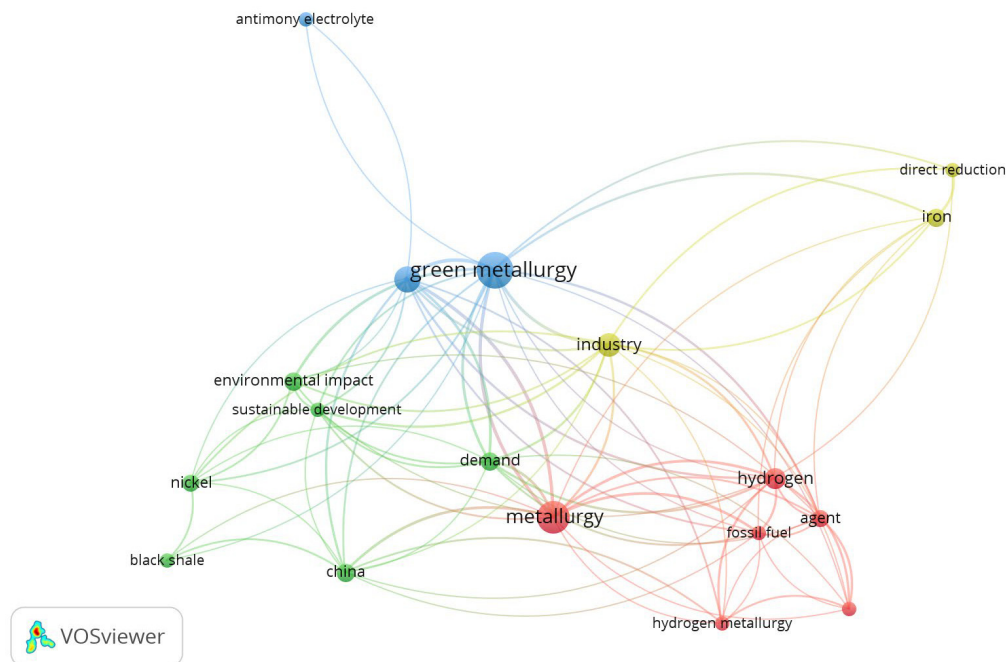 antimony electrolyte
direct reduction
iron
green metallurgy
industry
environmental impact
sustainable development
demand
nickel
hydrogen
metallurgy
agent
fossil fuel
black shale
china
hydrogen metallurgy
VOSviewer